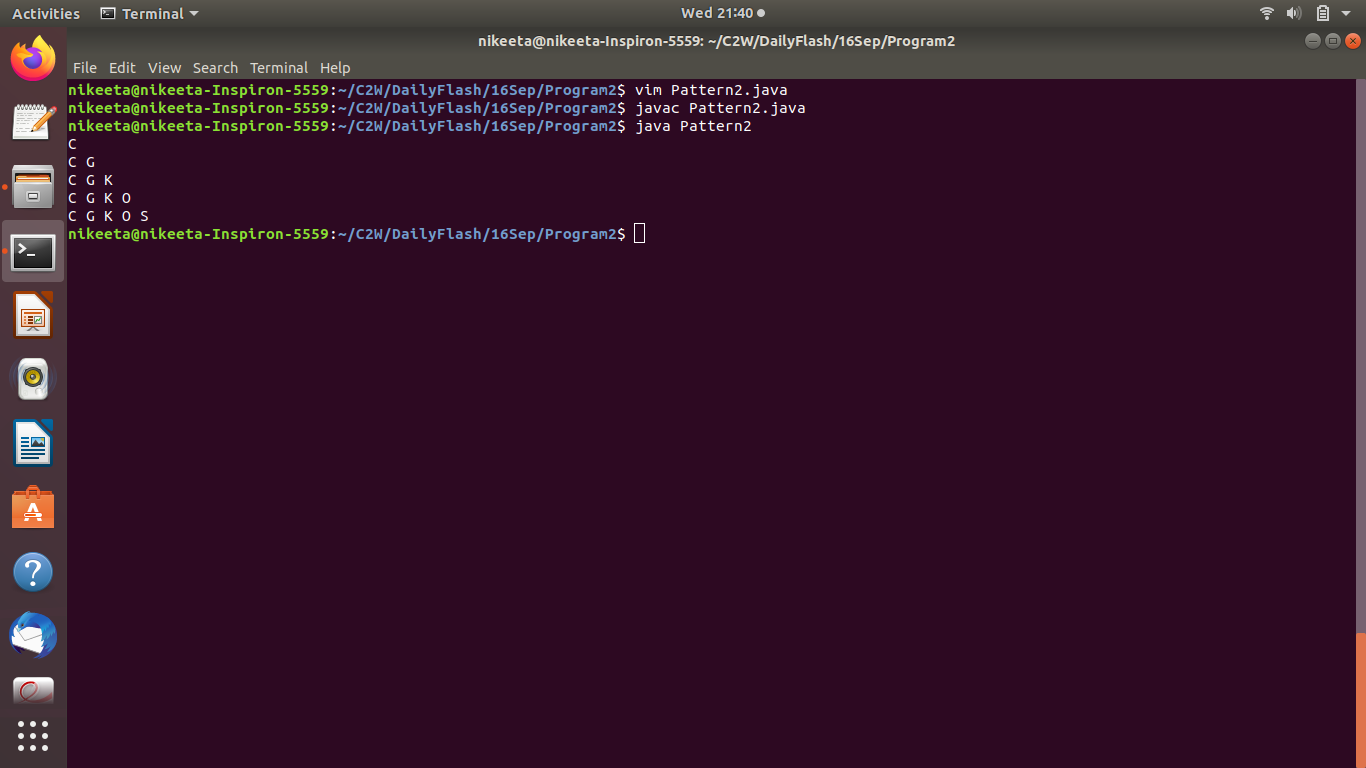 Activities Terminal Wed 21:40
nikeeta@nikeeta-Inspiron-5559: ~/C2W/DailyFlash/16Sep/Program2
File Edit View Search Terminal Help
nikeeta@nikeeta-Inspiron-5559:~/C2W/DailyFlash/16Sep/Program2$ vim Pattern2.java
nikeeta@nikeeta-Inspiron-5559:~/C2W/DailyFlash/16Sep/Program2$ javac Pattern2.java
nikeeta@nikeeta-Inspiron-5559:~/C2W/DailyFlash/16Sep/Program2$ java Pattern2
C
C G
C G K
C G K O
C G K O S
nikeeta@nikeeta-Inspiron-5559:~/C2W/DailyFlash/16Sep/Program2$